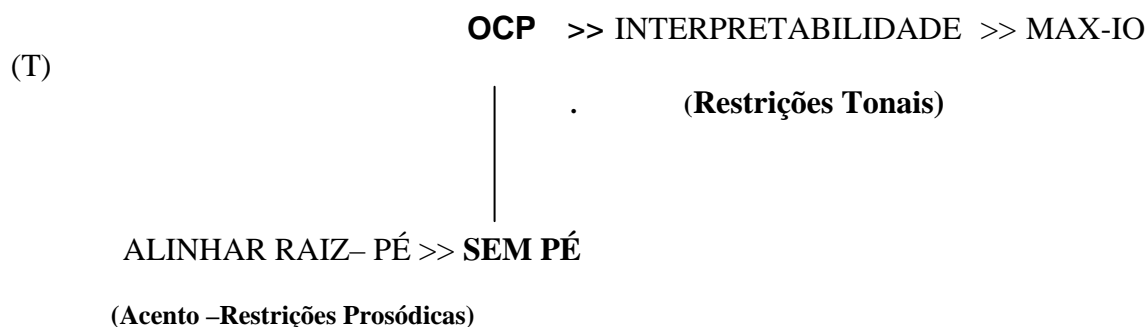 OCP >> INTERPRETABILIDADE >> MAX-IO
(T)
. (Restrições Tonais)
ALINHAR RAIZ– PÉ >> SEM PÉ
(Acento –Restrições Prosódicas)